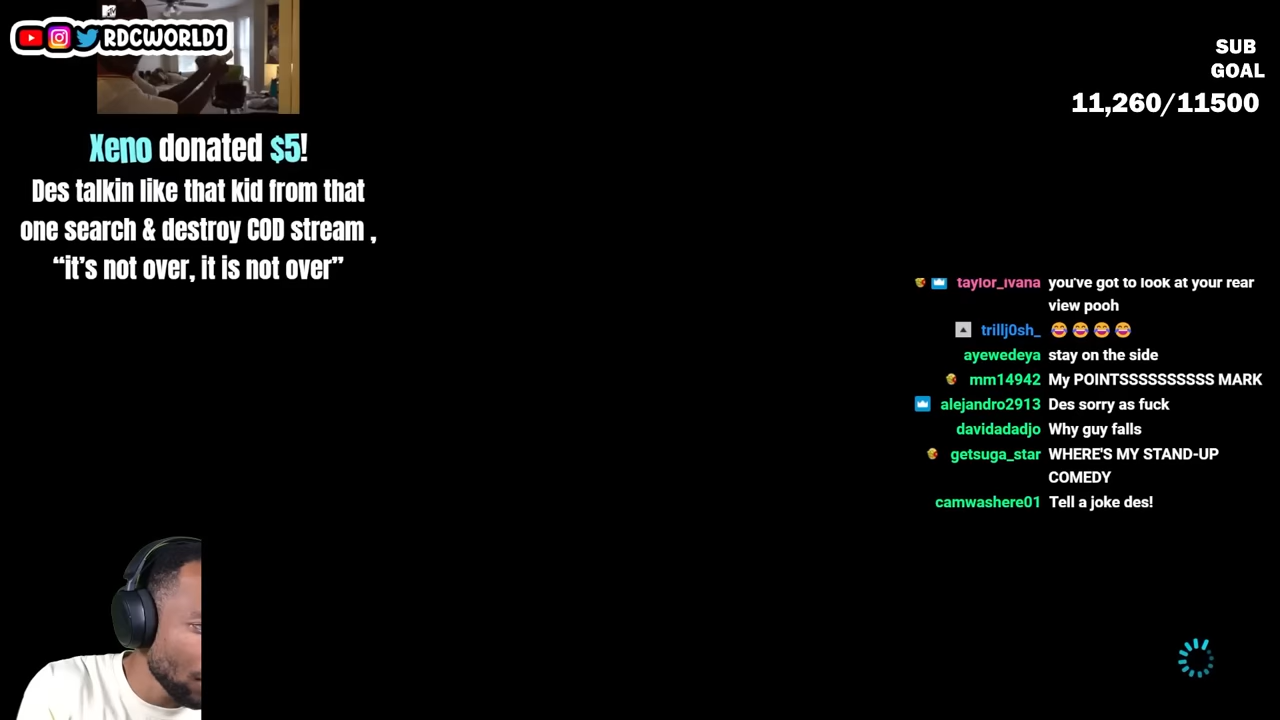 RDCWORLD1
SUB
GOAL
11,260/11500
Xeno donated $5!
Des talkin like that kid from that
one search & destroy COD stream ,
“it’s not over, it is not over”
taylor_ivana you've got to look at your rear
view pooh
trillj0sh_ 😂 😂 😂 😂
ayewedeya stay on the side
mm14942 My POINTSSSSSSSSSS MARK
alejandro2913 Des sorry as fuck
davidadadjo Why guy falls
getsuga_star WHERE'S MY STAND-UP
COMEDY
camwashere01 Tell a joke des!